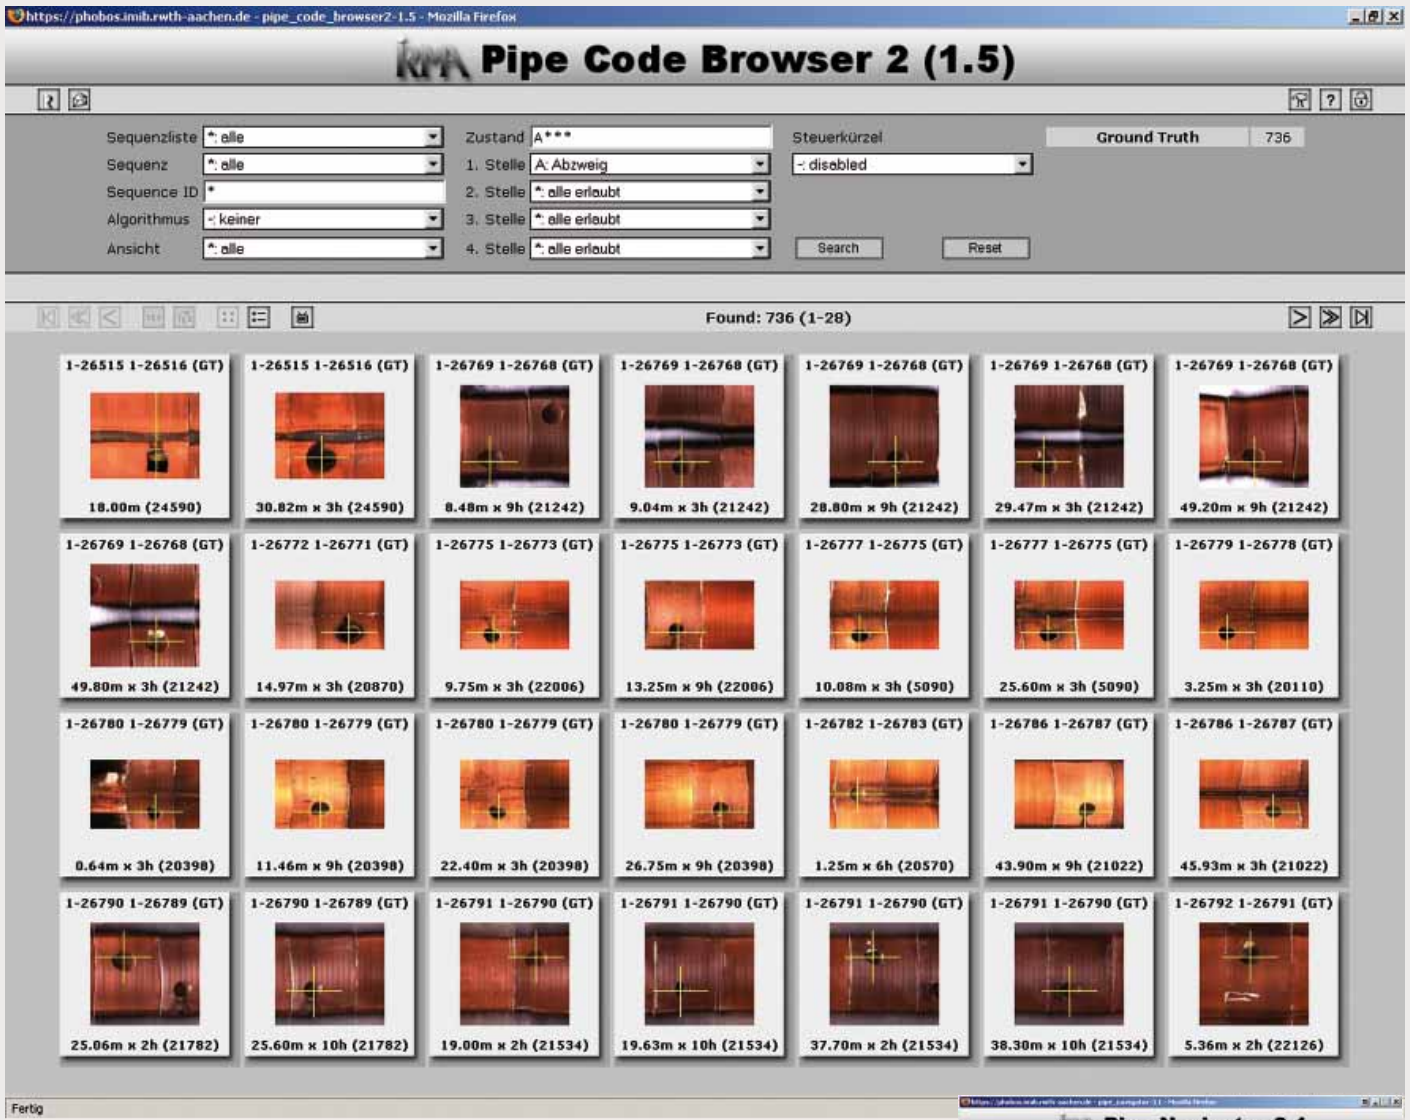 https://phobos.imib.rwth-aachen.de - pipe_code_browser2-1.5 - Mozilla Firefox
IRMA Pipe Code Browser 2 (1.5)
Sequenzliste *: alle Zustand A*** Steuerkürzel Ground Truth 736
Sequenz *: alle 1. Stelle A: Abzweig -: disabled
Sequence ID * 2. Stelle *: alle erlaubt
Algorithmus -: keiner 3. Stelle *: alle erlaubt
Ansicht *: alle 4. Stelle *: alle erlaubt Search Reset
Found: 736 (1-28)
1-26515 1-26516 (GT) 1-26515 1-26516 (GT) 1-26769 1-26768 (GT) 1-26769 1-26768 (GT) 1-26769 1-26768 (GT) 1-26769 1-26768 (GT) 1-26769 1-26768 (GT)
18.00m (24590) 30.82m x 3h (24590) 8.48m x 9h (21242) 9.04m x 3h (21242) 28.80m x 9h (21242) 29.47m x 3h (21242) 49.20m x 9h (21242)
1-26769 1-26768 (GT) 1-26772 1-26771 (GT) 1-26775 1-26773 (GT) 1-26775 1-26773 (GT) 1-26777 1-26775 (GT) 1-26777 1-26775 (GT) 1-26779 1-26778 (GT)
49.80m x 3h (21242) 14.97m x 3h (20870) 9.75m x 3h (22006) 13.25m x 9h (22006) 10.08m x 3h (5090) 25.60m x 3h (5090) 3.25m x 3h (20110)
1-26780 1-26779 (GT) 1-26780 1-26779 (GT) 1-26780 1-26779 (GT) 1-26780 1-26779 (GT) 1-26782 1-26783 (GT) 1-26786 1-26787 (GT) 1-26786 1-26787 (GT)
0.64m x 3h (20398) 11.46m x 9h (20398) 22.40m x 3h (20398) 26.75m x 9h (20398) 1.25m x 6h (20570) 43.90m x 9h (21022) 45.93m x 3h (21022)
1-26790 1-26789 (GT) 1-26790 1-26789 (GT) 1-26791 1-26790 (GT) 1-26791 1-26790 (GT) 1-26791 1-26790 (GT) 1-26791 1-26790 (GT) 1-26792 1-26791 (GT)
25.06m x 2h (21782) 25.60m x 10h (21782) 19.00m x 2h (21534) 19.63m x 10h (21534) 37.70m x 2h (21534) 38.30m x 10h (21534) 5.36m x 2h (22126)
Fertig